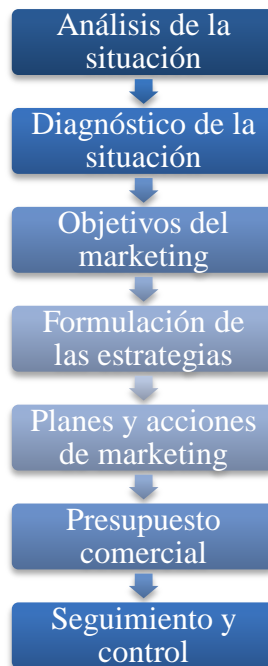 Análisis de la
situación
Diagnóstico de la
situación
Objetivos del
marketing
Formulación de
las estrategias
Planes y acciones
de marketing
Presupuesto
comercial
Seguimiento y
control